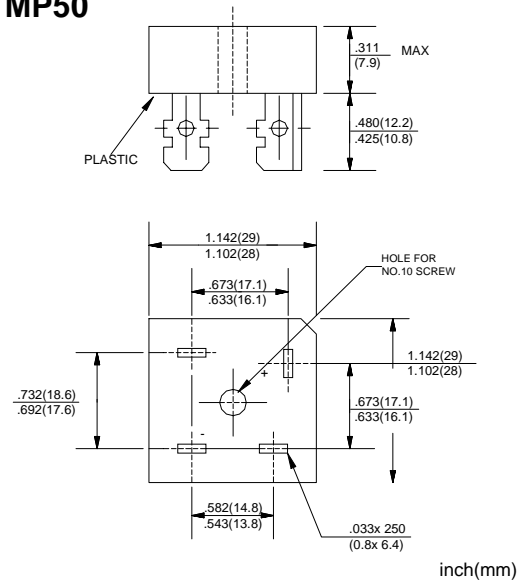 MP50
.311 MAX
(7.9)
.480(12.2)
.425(10.8)
PLASTIC
1.142(29)
1.102(28)
HOLE FOR
NO.10 SCREW
.673(17.1)
.633(16.1)
1.142(29)
1.102(28)
+
.732(18.6)
.692(17.6)
.673(17.1)
.633(16.1)
-
.582(14.8)
.543(13.8)
.033x 250
(0.8x 6.4)
inch(mm)